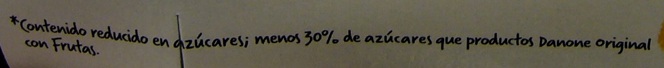 *Contenido reducido en azúcares; menos 30% de azúcares que productos Danone Original
con Frutas.